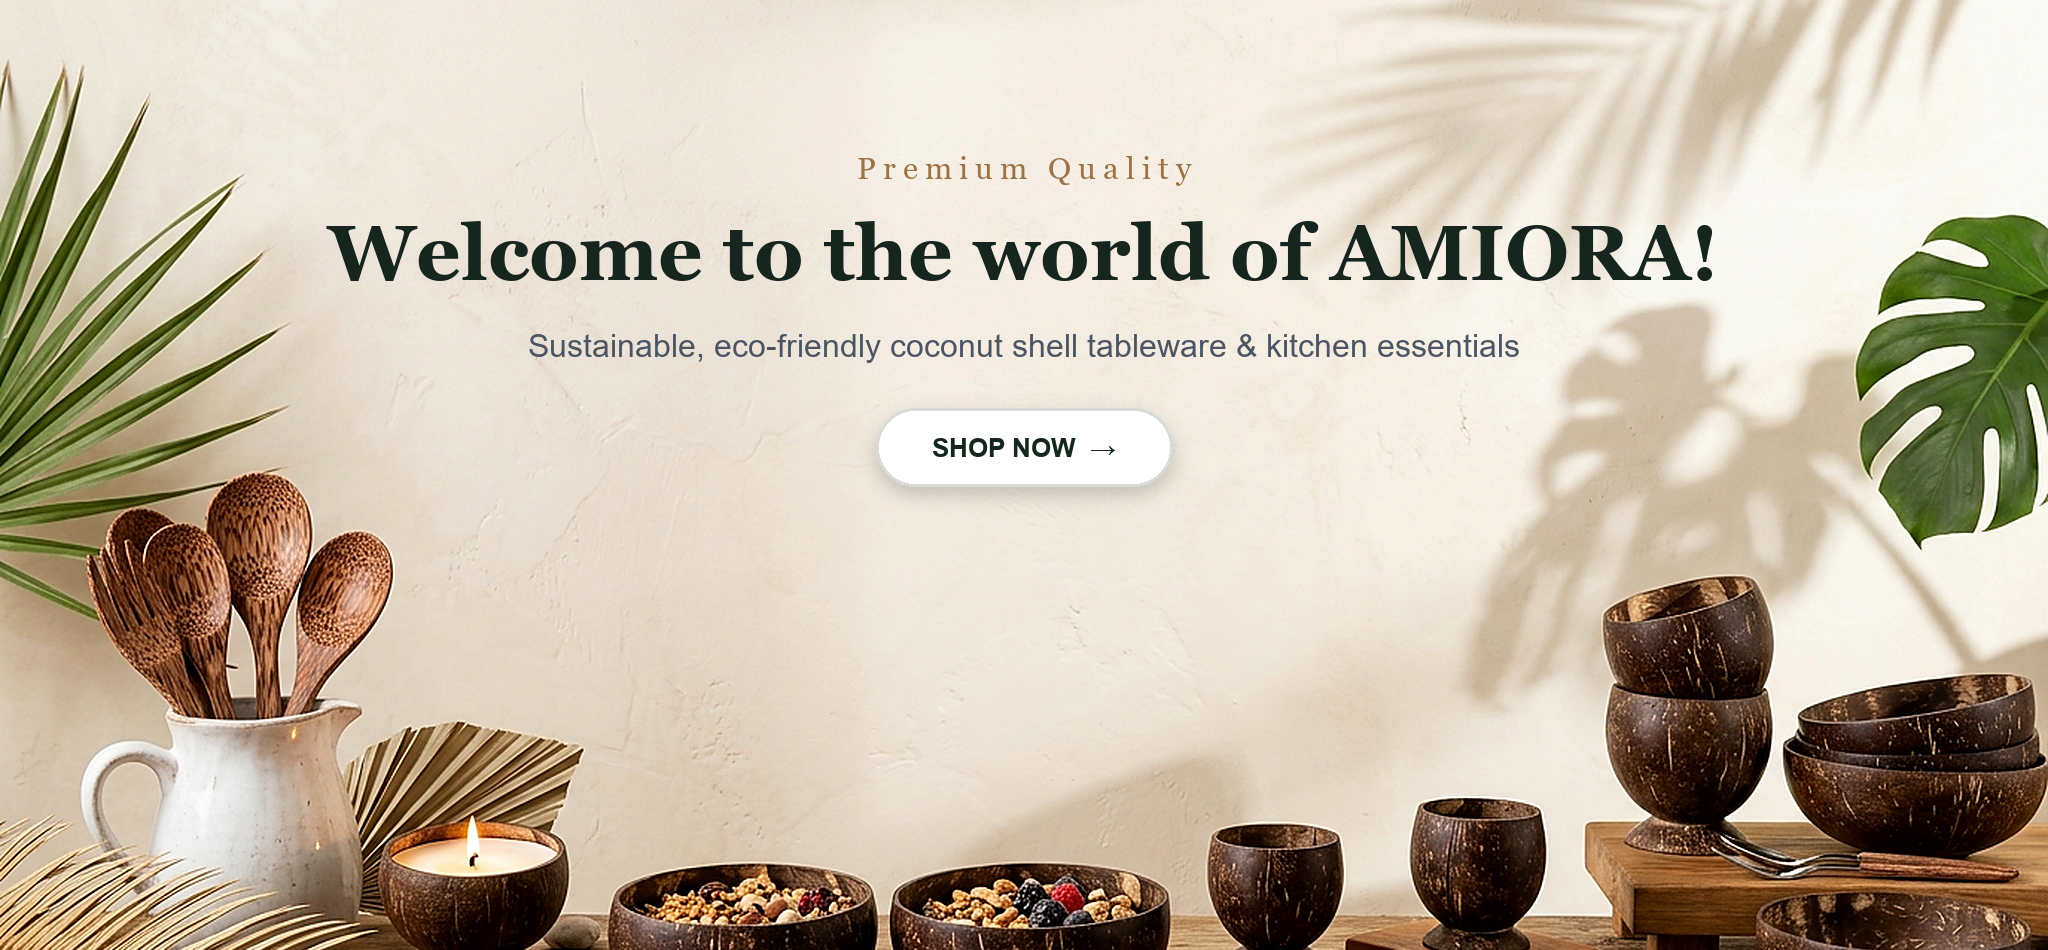 Premium Quality
Welcome to the world of AMIORA!
Sustainable, eco-friendly coconut shell tableware & kitchen essentials
SHOP NOW →